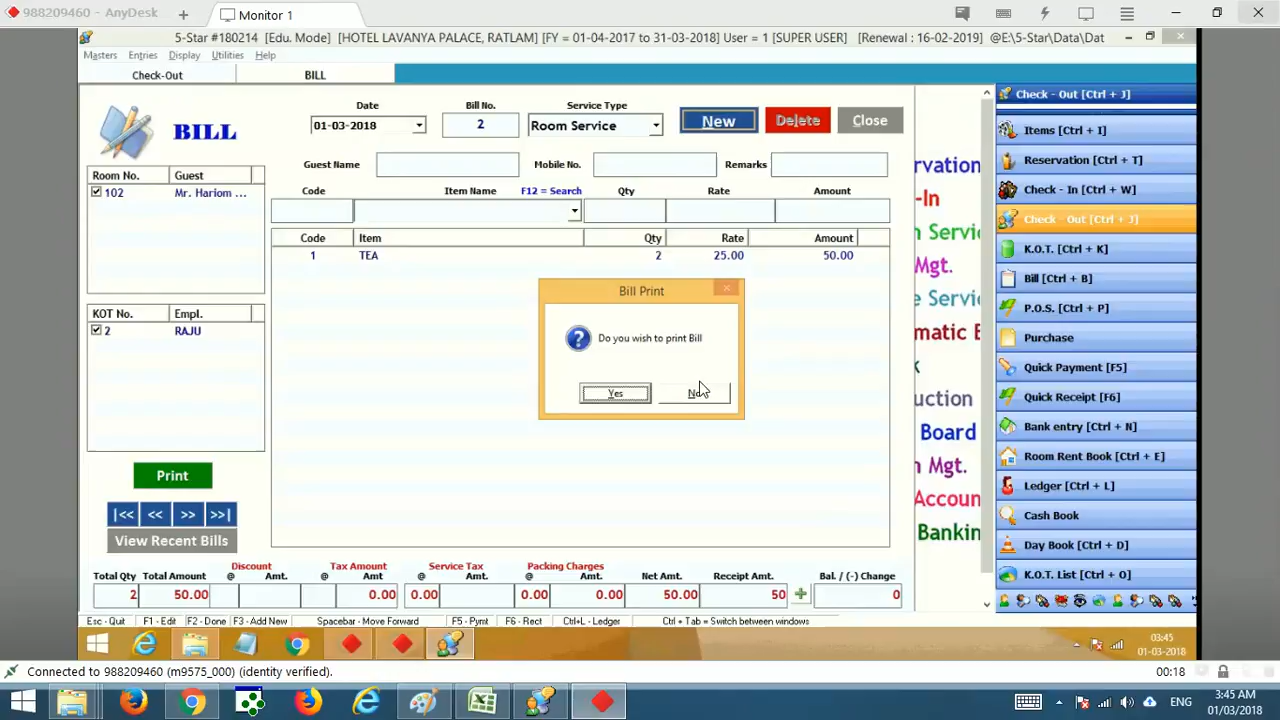 988209460 - AnyDesk
Monitor 1
5-Star #180214 [Edu. Mode] [HOTEL LAVANYA PALACE, RATLAM] [FY = 01-04-2017 to 31-03-2018] User = 1 [SUPER USER] [Renewal : 16-02-2019] @E:\5-Star\Data\Dat
Masters Entries Display Utilities Help
Check-Out BILL
BILL
Date Bill No. Service Type
01-03-2018 2 Room Service New Delete Close
Guest Name Mobile No. Remarks
Code Item Name F12 = Search Qty Rate Amount
Room No. Guest
102 Mr. Hariom ...
Code Item Qty Rate Amount
1 TEA 2 25.00 50.00
Bill Print
Do you wish to print Bill
Yes No
KOT No. Empl.
2 RAJU
Print
|<< << >> >>|
View Recent Bills
Discount Tax Amount Service Tax Packing Charges
Total Qty Total Amount @ Amt. @ Amt @ Amt. @ Amt. Net Amt. Receipt Amt. Bal. / (-) Change
2 50.00 0.00 0.00 0.00 0.00 50.00 50 0
Esc - Quit F1 - Edit F2 - Done F3 - Add New Spacebar - Move Forward F5 - Pymt F6 - Rect Ctrl+L - Ledger Ctrl + Tab = Switch between windows
rvation
-In
n Servic
Mgt.
e Servic
matic B
k
uction
Board
n Mgt.
Accoun
Banking
Check - Out [Ctrl + J]
Items [Ctrl + I]
Reservation [Ctrl + T]
Check - In [Ctrl + W]
Check - Out [Ctrl + J]
K.O.T. [Ctrl + K]
Bill [Ctrl + B]
P.O.S. [Ctrl + P]
Purchase
Quick Payment [F5]
Quick Receipt [F6]
Bank entry [Ctrl + N]
Room Rent Book [Ctrl + E]
Ledger [Ctrl + L]
Cash Book
Day Book [Ctrl + D]
K.O.T. List [Ctrl + O]
03:45
01-03-2018
Connected to 988209460 (m9575_000) (identity verified).
00:18
ENG
3:45 AM
01/03/2018